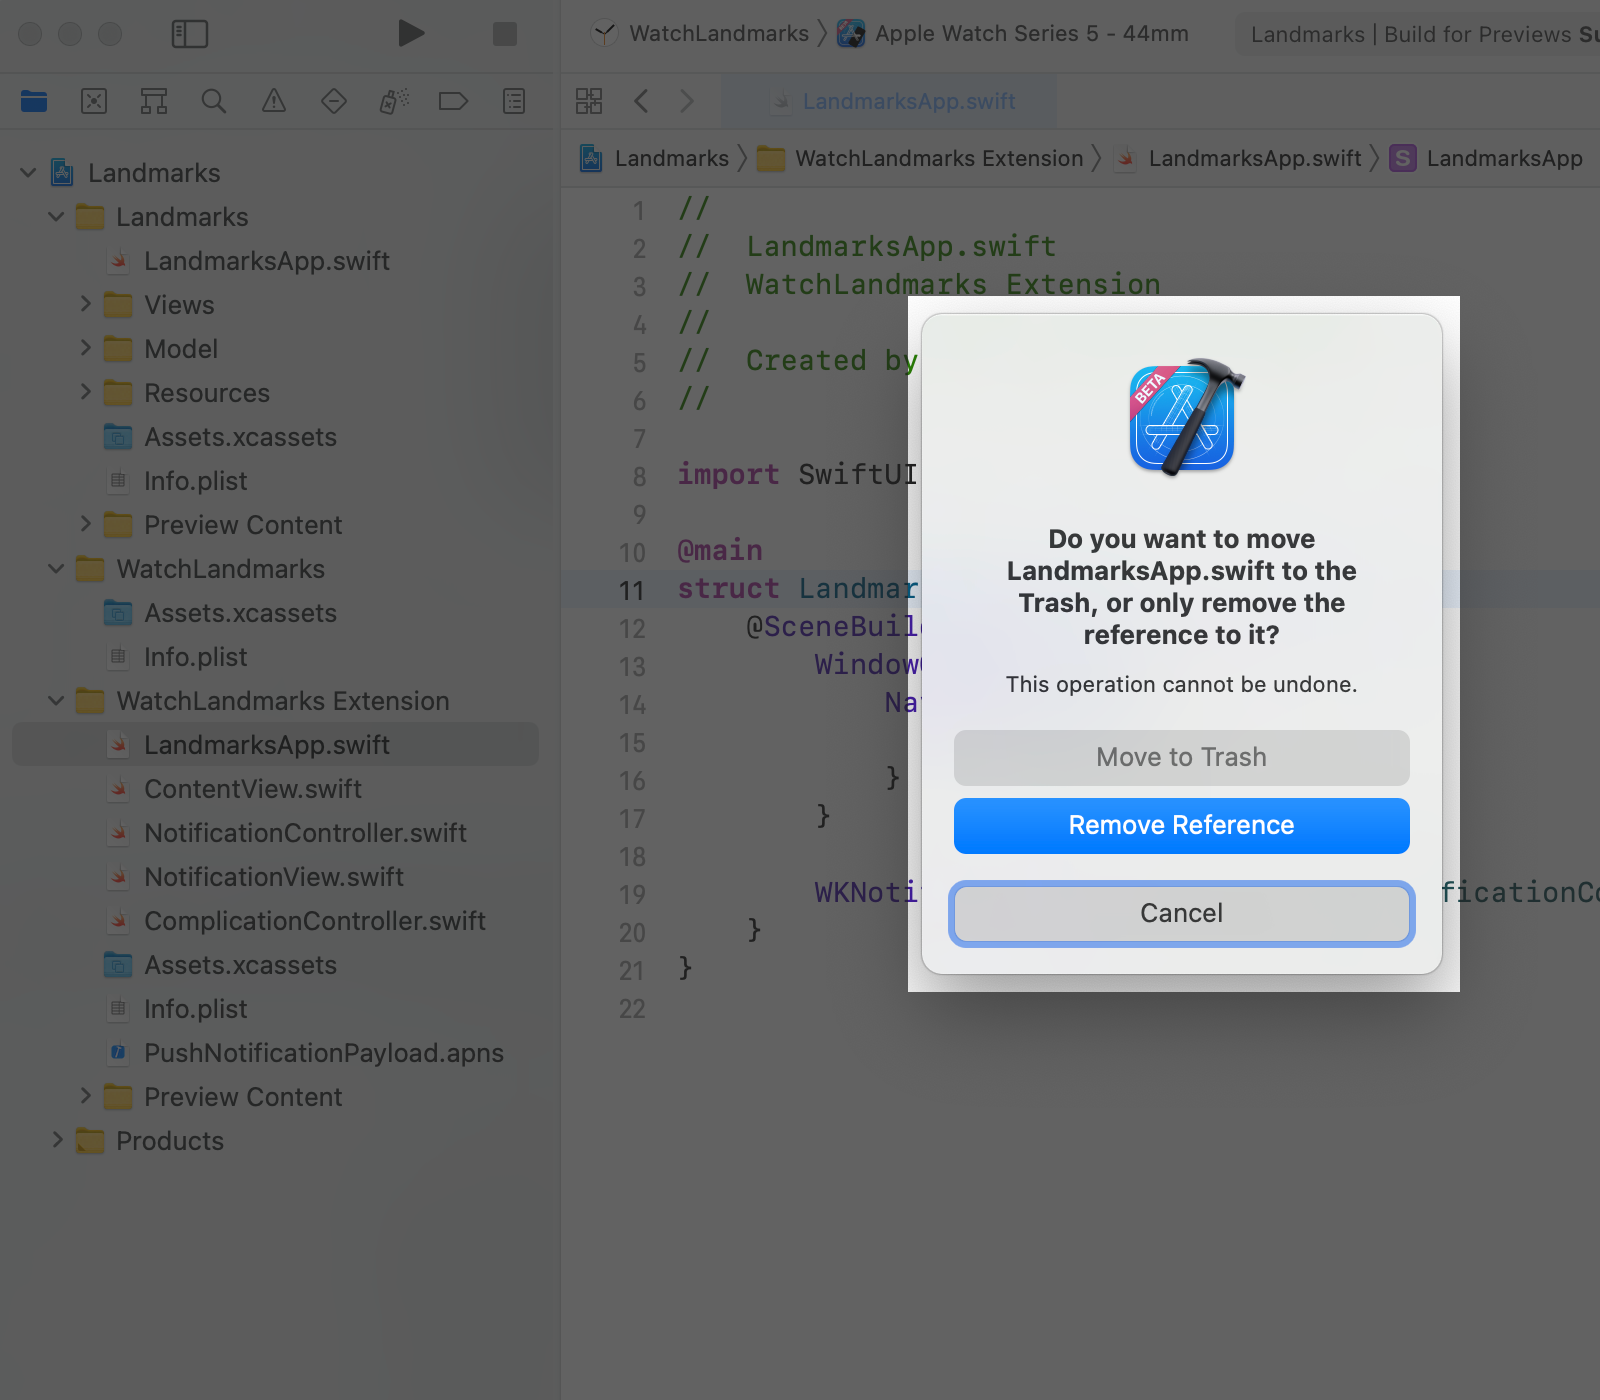 WatchLandmarks
Apple Watch Series 5 - 44mm
Landmarks | Build for Previews
LandmarksApp.swift
Landmarks
WatchLandmarks Extension
LandmarksApp.swift
S
LandmarksApp
Landmarks
Landmarks
LandmarksApp.swift
Views
Model
Resources
Assets.xcassets
Info.plist
Preview Content
WatchLandmarks
Assets.xcassets
Info.plist
WatchLandmarks Extension
LandmarksApp.swift
ContentView.swift
NotificationController.swift
NotificationView.swift
ComplicationController.swift
Assets.xcassets
Info.plist
PushNotificationPayload.apns
Preview Content
Products
1 //
2 // LandmarksApp.swift
3 // WatchLandmarks Extension
4 //
5 // Created by
6 //
7
8 import SwiftUI
9
10 @main
11 struct Landmar
12 @SceneBuil
13 Window
14 Na
15
16 }
17 }
18
19 WKNoti
ficationCo
20 }
21 }
22
BETA
Do you want to move
LandmarksApp.swift to the
Trash, or only remove the
reference to it?
This operation cannot be undone.
Move to Trash
Remove Reference
Cancel